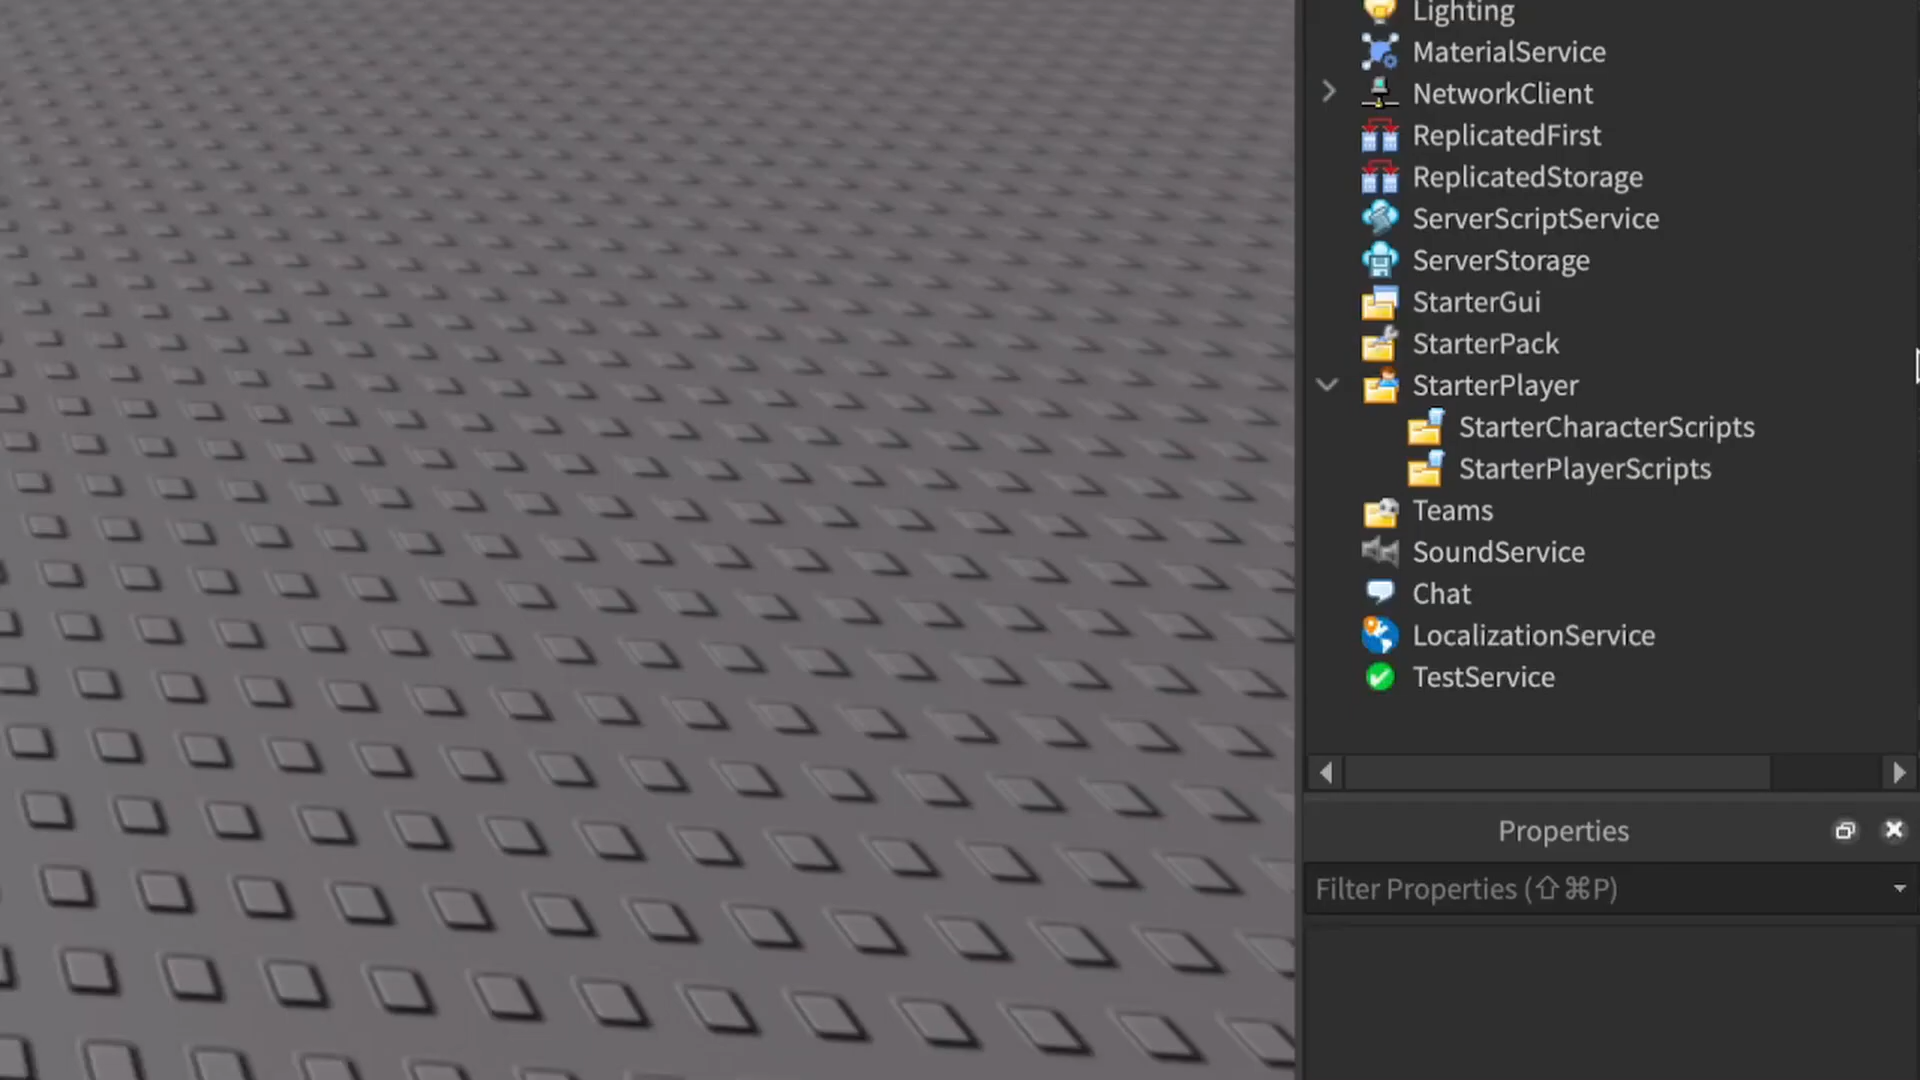 Lighting
MaterialService
NetworkClient
ReplicatedFirst
ReplicatedStorage
ServerScriptService
ServerStorage
StarterGui
StarterPack
StarterPlayer
StarterCharacterScripts
StarterPlayerScripts
Teams
SoundService
Chat
LocalizationService
TestService
Properties
Filter Properties (⇧⌘P)